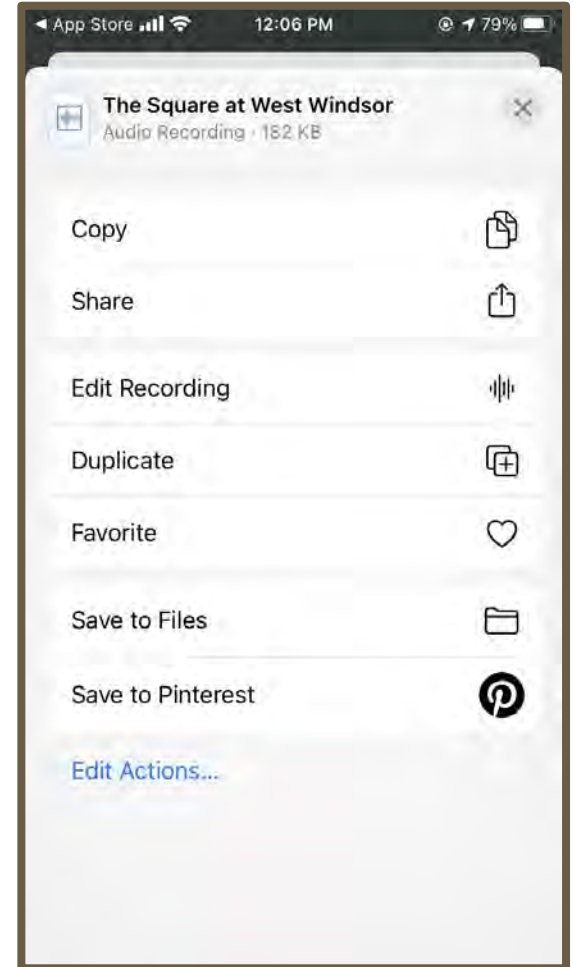 ◀ App Store 12:06 PM 79%
The Square at West Windsor
Audio Recording · 182 KB
Copy
Share
Edit Recording
Duplicate
Favorite
Save to Files
Save to Pinterest
Edit Actions...